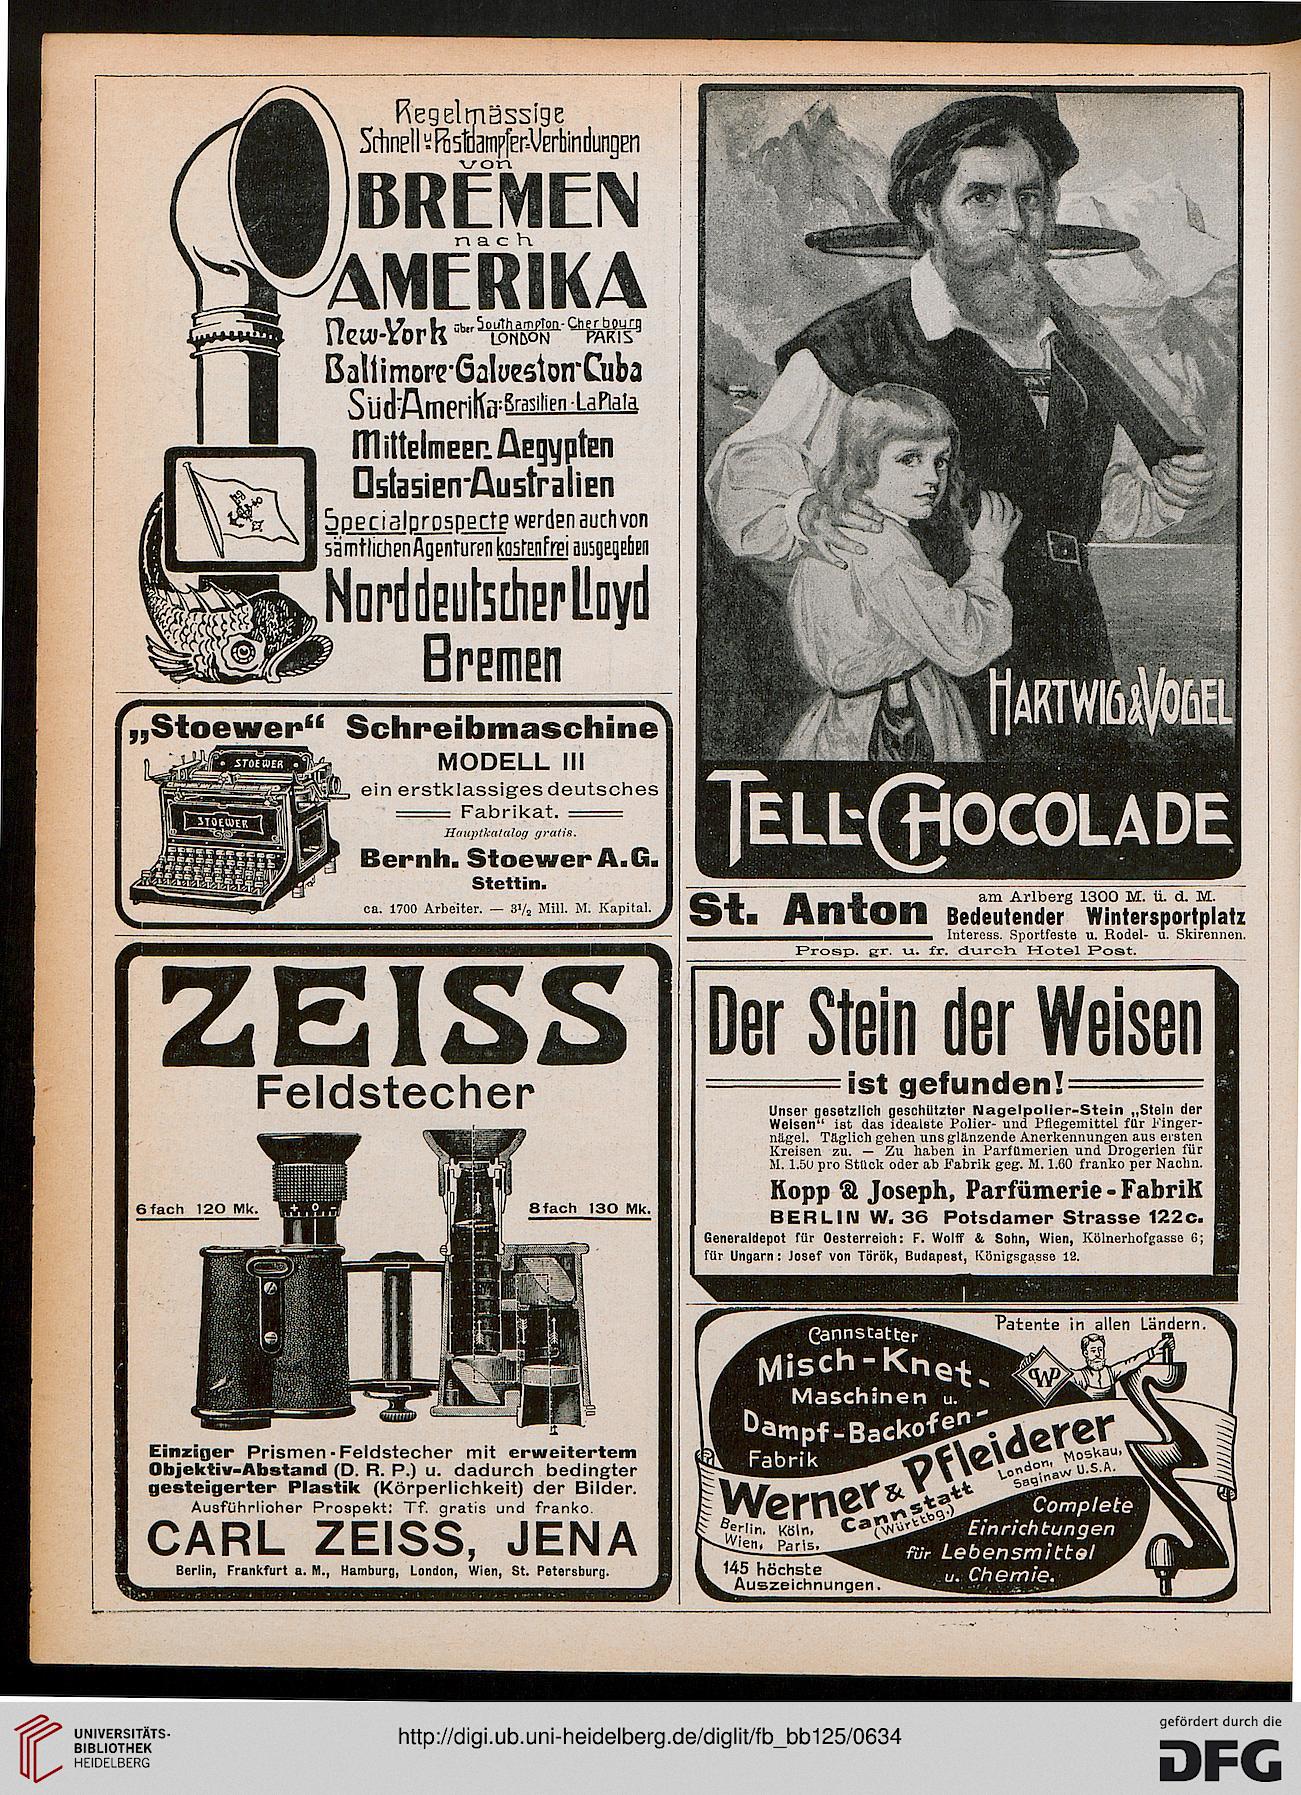 Regelmässige
Schnell u. Postdampfer-Verbindungen
von
BREMEN
nach
AMERIKA
New-York über Southampton-Cherbourg
LONDON PARIS
Baltimore-Galveston-Cuba
Süd-Amerika: Brasilien-La Plata
Mittelmeer-Aegypten
Ostasien-Australien
Specialprospecte werden auch von
sämtlichen Agenturen kostenfrei ausgegeben
Norddeutscher Lloyd
Bremen
HARTWIG & VOGEL
TELL-CHOCOLADE
„Stoewer“ Schreibmaschine
STOEWER
STOEWER
MODELL III
ein erstklassiges deutsches
Fabrikat.
Hauptkatalog gratis.
Bernh. Stoewer A.G.
Stettin.
ca. 1700 Arbeiter. — 3½ Mill. M. Kapital.
St. Anton
am Arlberg 1300 M. ü. d. M.
Bedeutender Wintersportplatz
Interess. Sportfeste u. Rodel- u. Skirennen.
Prosp. gr. u. fr. durch Hotel Post.
ZEISS
Feldstecher
6 fach 120 Mk.
+ 0 -
8 fach 130 Mk.
Einziger Prismen-Feldstecher mit erweitertem
Objektiv-Abstand (D. R. P.) u. dadurch bedingter
gesteigerter Plastik (Körperlichkeit) der Bilder.
Ausführlicher Prospekt: Tf. gratis und franko.
CARL ZEISS, JENA
Berlin, Frankfurt a. M., Hamburg, London, Wien, St. Petersburg.
Der Stein der Weisen
ist gefunden!
Unser gesetzlich geschützter Nagelpolier-Stein „Stein der
Weisen“ ist das idealste Polier- und Pflegemittel für Finger-
nägel. Täglich gehen uns glänzende Anerkennungen aus ersten
Kreisen zu. — Zu haben in Parfümerien und Drogerien für
M. 1.50 pro Stück oder ab Fabrik geg. M. 1.60 franko per Nachn.
Kopp & Joseph, Parfümerie-Fabrik
BERLIN W. 36 Potsdamer Strasse 122c.
Generaldepot für Oesterreich: F. Wolff & Sohn, Wien, Kölnerhofgasse 6;
für Ungarn: Josef von Török, Budapest, Königsgasse 12.
Patente in allen Ländern.
Cannstatter
Misch-Knet-
Maschinen u.
Dampf-Backofen-
Fabrik
WP
Werner & Pfleiderer
Cannstatt
(Württbg.)
London, Moskau,
Saginaw U.S.A.
Berlin, Köln,
Wien, Paris,
Complete
Einrichtungen
für Lebensmittel
u. Chemie.
145 höchste
Auszeichnungen.
UNIVERSITÄTS-
BIBLIOTHEK
HEIDELBERG
http://digi.ub.uni-heidelberg.de/diglit/fb_bb125/0634
gefördert durch die
DFG